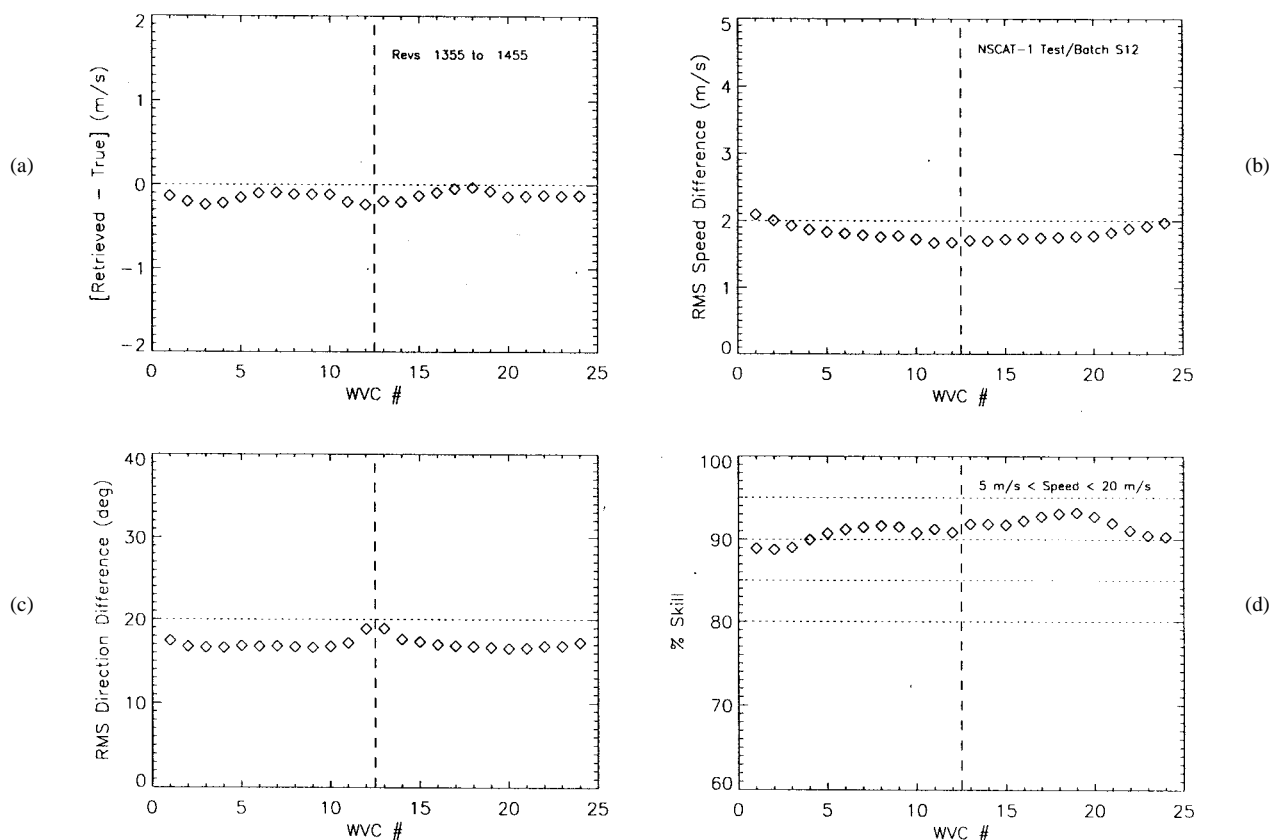 (a)
[Retrieved - True] (m/s)
2
1
0
-1
-2
Revs 1355 to 1455
0 5 10 15 20 25
WVC #
(b)
RMS Speed Difference (m/s)
5
4
3
2
1
0
NSCAT-1 Test/Batch S12
0 5 10 15 20 25
WVC #
(c)
RMS Direction Difference (deg)
40
30
20
10
0
0 5 10 15 20 25
WVC #
(d)
% Skill
100
90
80
70
60
5 m/s < Speed < 20 m/s
0 5 10 15 20 25
WVC #